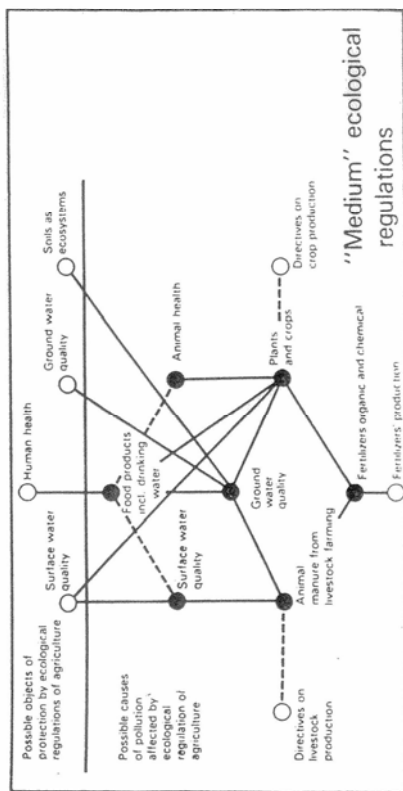 Possible objects of
protection by ecological
regulations of agriculture
Surface water
quality
Human health
Ground water
quality
Soils as
ecosystems
Possible causes
of pollution
affected by
ecological
regulation of
agriculture
Surface water
quality
Food products
incl. drinking
water
Animal health
Ground
water
quality
Plants
and crops
Directives on
livestock
production
Animal
manure from
livestock farming
Directives on
crop production
Fertilizers organic and chemical
Fertilizers' production
"Medium" ecological
regulations